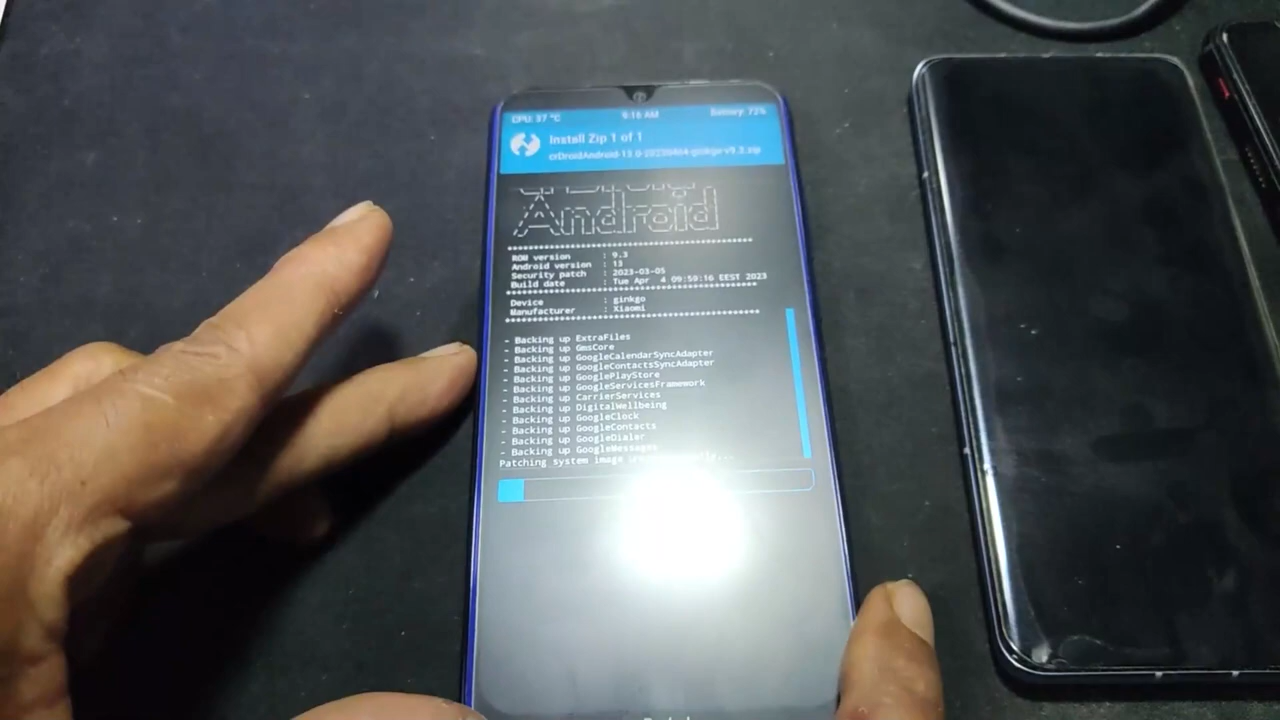 CPU: 37 °C 9:16 AM Battery: 72%
Install Zip 1 of 1
Android
ROM version : 9.3
Android version : 13
Security patch : 2023-03-05
Build date : Tue Apr 4 09:59:16 EEST 2023
Device : ginkgo
Manufacturer : Xiaomi
- Backing up ExtraFiles
- Backing up GmsCore
- Backing up GoogleCalendarSyncAdapter
- Backing up GoogleContactsSyncAdapter
- Backing up GooglePlayStore
- Backing up GoogleServicesFramework
- Backing up CarrierServices
- Backing up DigitalWellbeing
- Backing up GoogleClock
- Backing up GoogleContacts
- Backing up GoogleDialer
- Backing up GoogleMessages
Patching system image